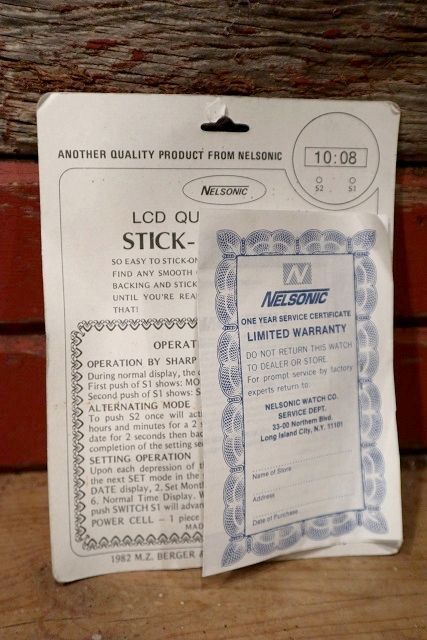 ANOTHER QUALITY PRODUCT FROM NELSONIC
10:08
S2 S1
NELSONIC
LCD QU
STICK-
SO EASY TO STICK-ON
FIND ANY SMOOTH
BACKING AND STICK
UNTIL YOU'RE REA
THAT!
OPERAT
OPERATION BY SHARP
During normal display, the
First push of S1 shows: MO
Second push of S1 shows: S
ALTERNATING MODE
To push S2 once will acti
hours and minutes for a 2 s
date for 2 seconds then bac
completion of the setting se
SETTING OPERATION
Upon each depression of t
the next SET mode in the
DATE display, 2. Set Month
6. Normal Time Display. W
push SWITCH S1 will advan
POWER CELL – 1 piece
MAD
1982 M.Z. BERGER &
N
NELSONIC
ONE YEAR SERVICE CERTIFICATE
LIMITED WARRANTY
DO NOT RETURN THIS WATCH
TO DEALER OR STORE
For prompt service by factory
experts return to:
NELSONIC WATCH CO.
SERVICE DEPT.
33-00 Northern Blvd.
Long Island City, N.Y. 11101
Name of Store
Address
Date of Purchase